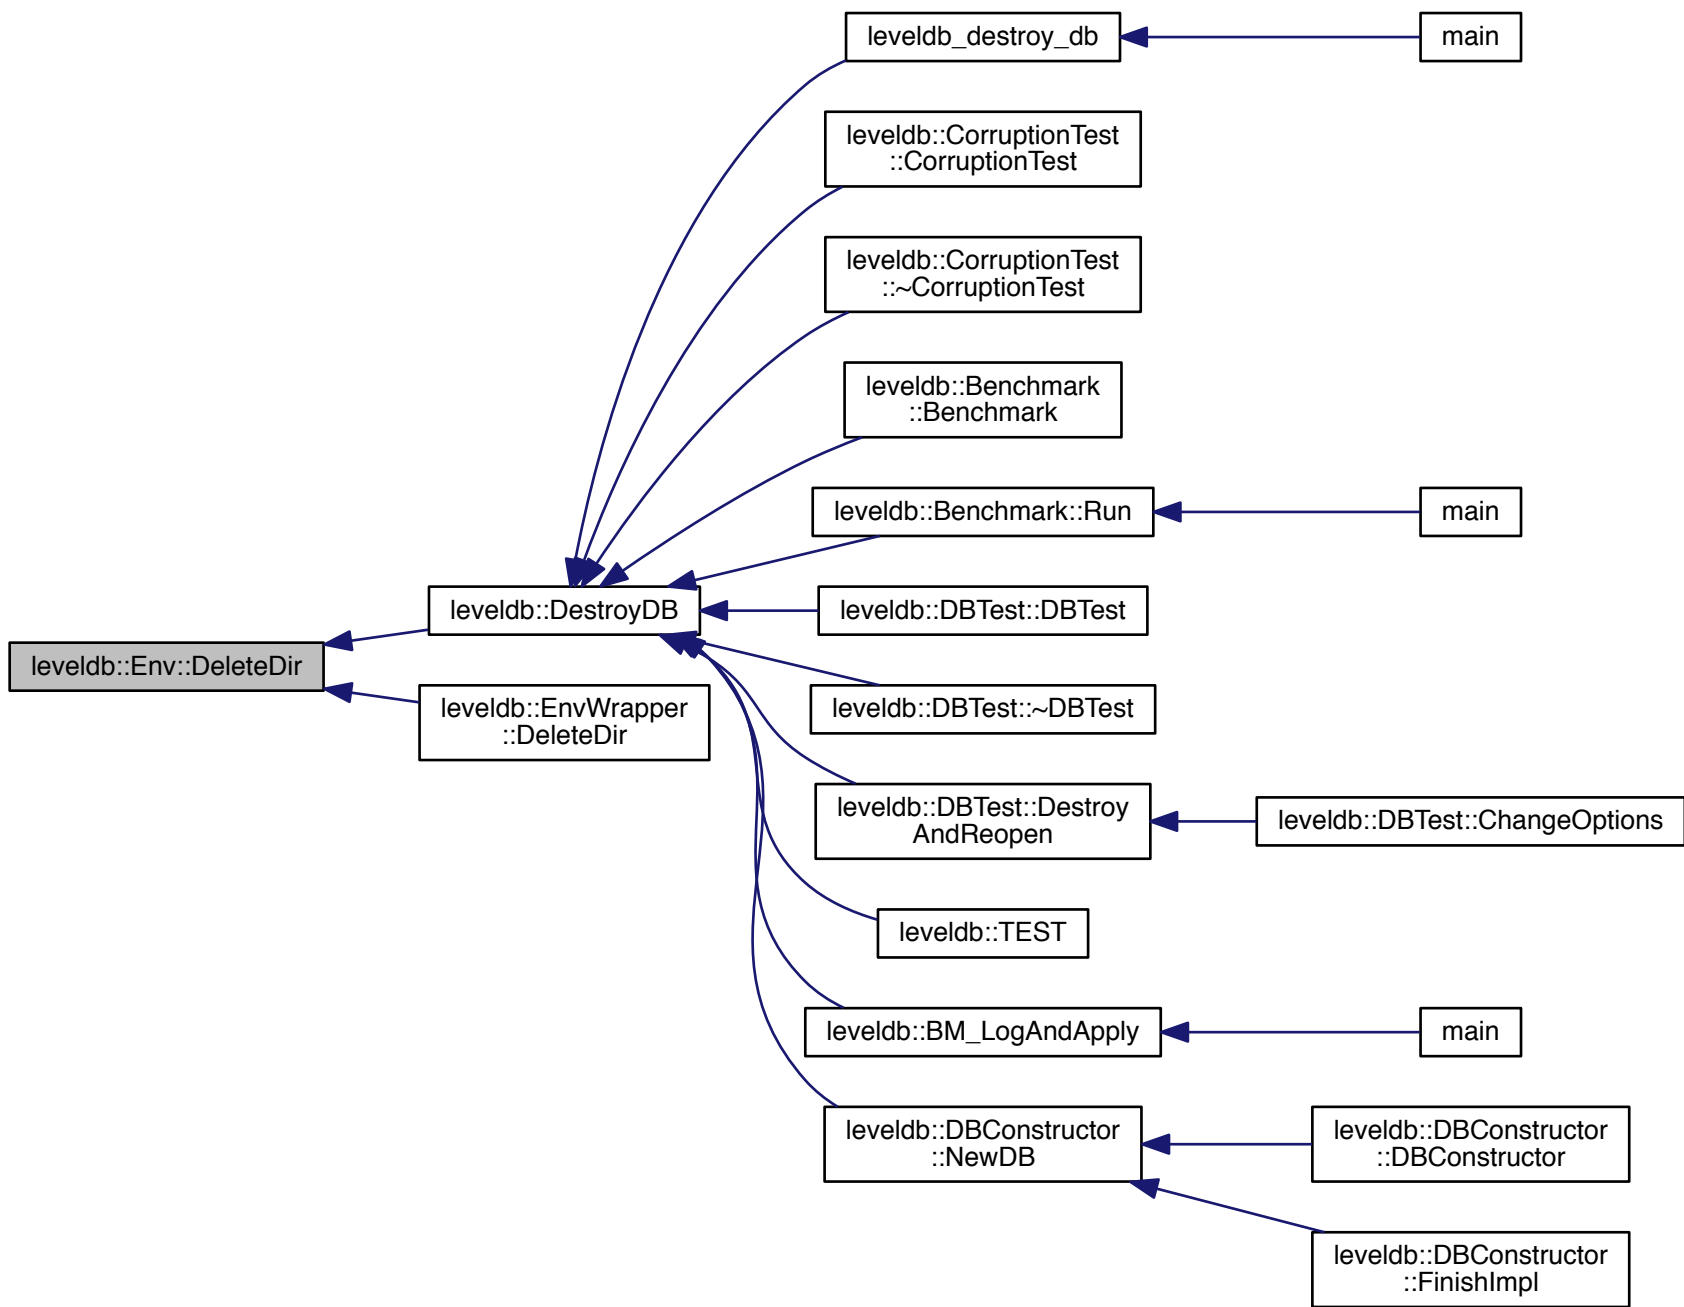 leveldb_destroy_db
main
leveldb::CorruptionTest
::CorruptionTest
leveldb::CorruptionTest
::~CorruptionTest
leveldb::Benchmark
::Benchmark
leveldb::Benchmark::Run
main
leveldb::DestroyDB
leveldb::DBTest::DBTest
leveldb::Env::DeleteDir
leveldb::EnvWrapper
::DeleteDir
leveldb::DBTest::~DBTest
leveldb::DBTest::Destroy
AndReopen
leveldb::DBTest::ChangeOptions
leveldb::TEST
leveldb::BM_LogAndApply
main
leveldb::DBConstructor
::NewDB
leveldb::DBConstructor
::DBConstructor
leveldb::DBConstructor
::FinishImpl